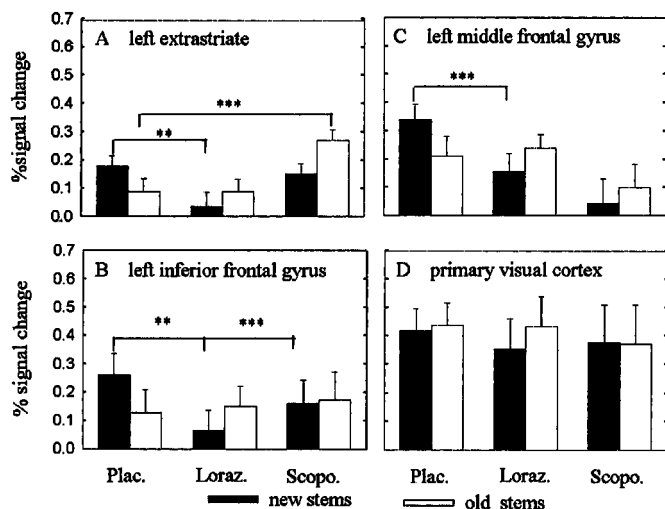 0.7
0.6
0.5
0.4
0.3
0.2
0.1
0.0
%signal change
A left extrastriate
***
**
C left middle frontal gyrus
***
0.7
0.6
0.5
0.4
0.3
0.2
0.1
0.0
% signal change
B left inferior frontal gyrus
** ***
D primary visual cortex
Plac. Loraz. Scopo.
Plac. Loraz. Scopo.
new stems old stems